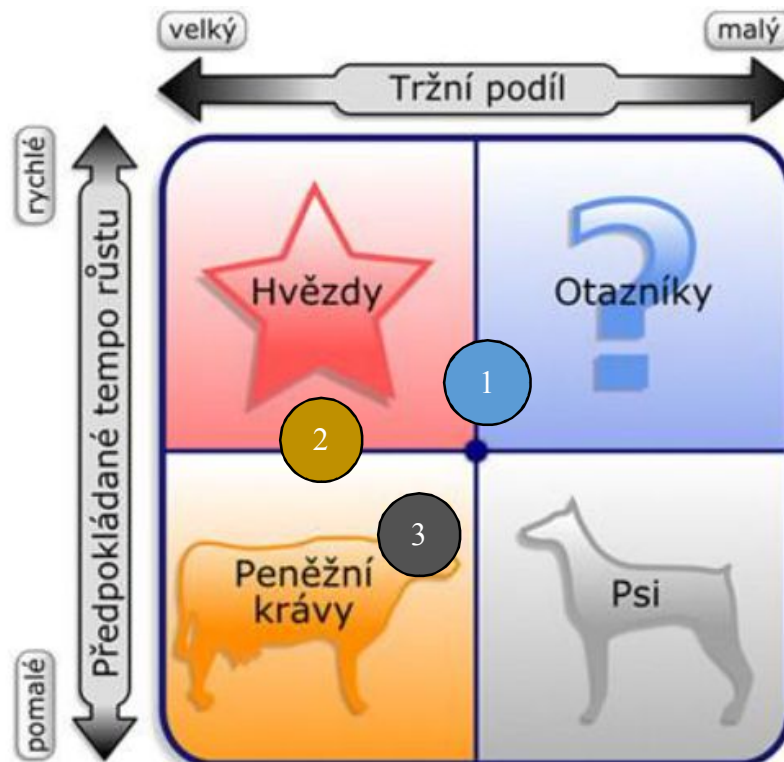 velký
malý
Tržní podíl
rychlé
Předpokládané tempo růstu
pomalé
Hvězdy
Otazníky
1
2
3
Peněžní
krávy
Psi